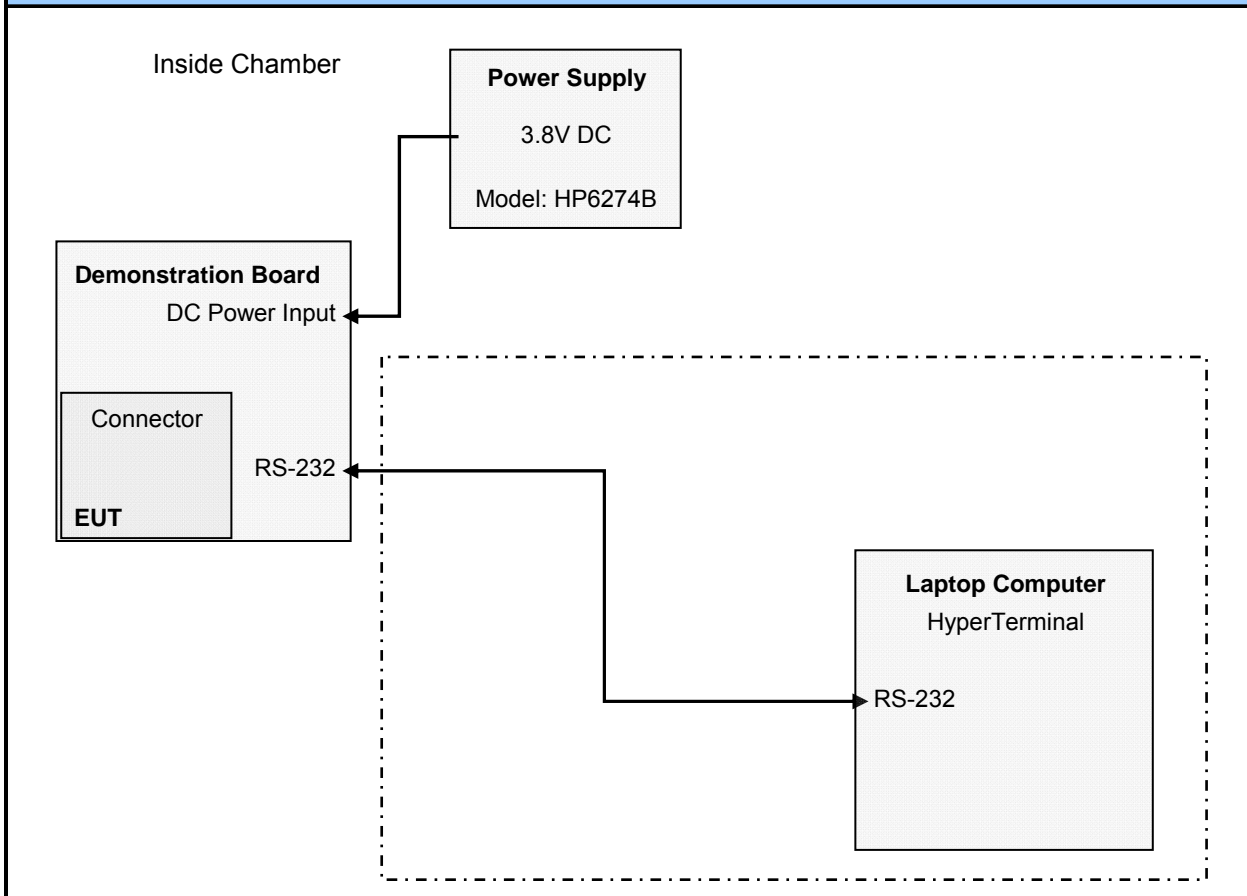 Inside Chamber
Power Supply
3.8V DC
Model: HP6274B
Demonstration Board
DC Power Input
Connector
RS-232
EUT
Laptop Computer
HyperTerminal
RS-232